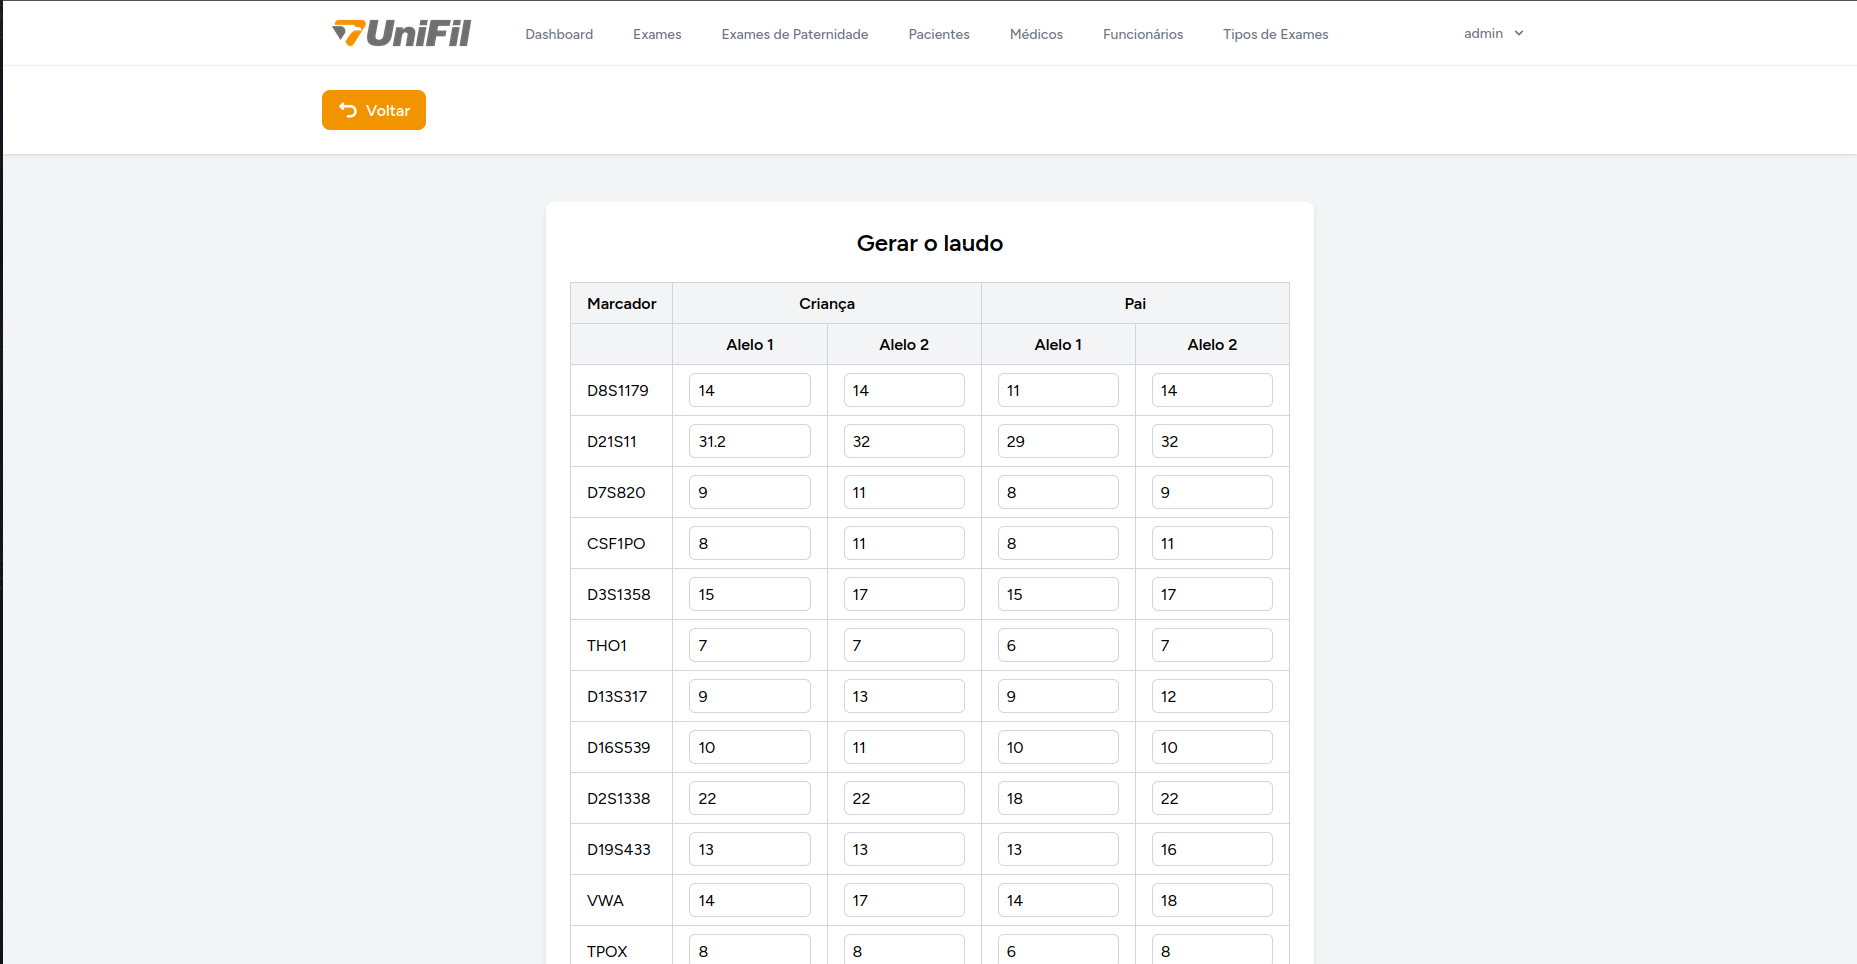 UniFil Dashboard Exames Exames de Paternidade Pacientes Médicos Funcionários Tipos de Exames admin
Voltar
Gerar o laudo
Marcador Criança Pai
Alelo 1 Alelo 2 Alelo 1 Alelo 2
D8S1179 14 14 11 14
D21S11 31.2 32 29 32
D7S820 9 11 8 9
CSF1PO 8 11 8 11
D3S1358 15 17 15 17
THO1 7 7 6 7
D13S317 9 13 9 12
D16S539 10 11 10 10
D2S1338 22 22 18 22
D19S433 13 13 13 16
VWA 14 17 14 18
TPOX 8 8 6 8